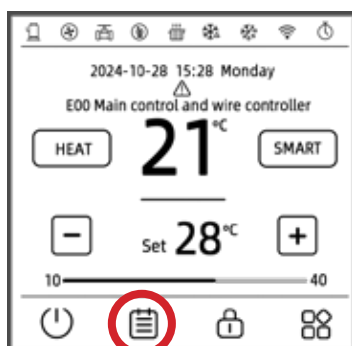 2024-10-28 15:28 Monday
E00 Main control and wire controller
HEAT
21°C
SMART
Set 28°C
10
40